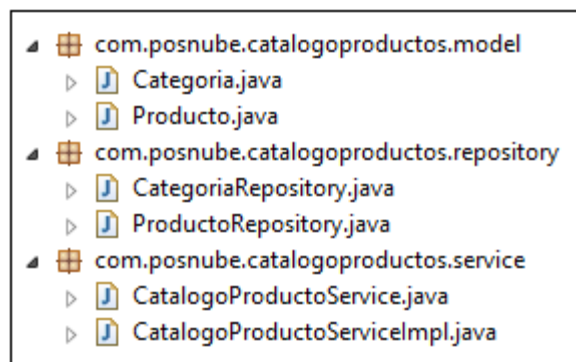 com.posnube.catalogoproductos.model
Categoria.java
Producto.java
com.posnube.catalogoproductos.repository
CategoriaRepository.java
ProductoRepository.java
com.posnube.catalogoproductos.service
CatalogoProductoService.java
CatalogoProductoServiceImpl.java